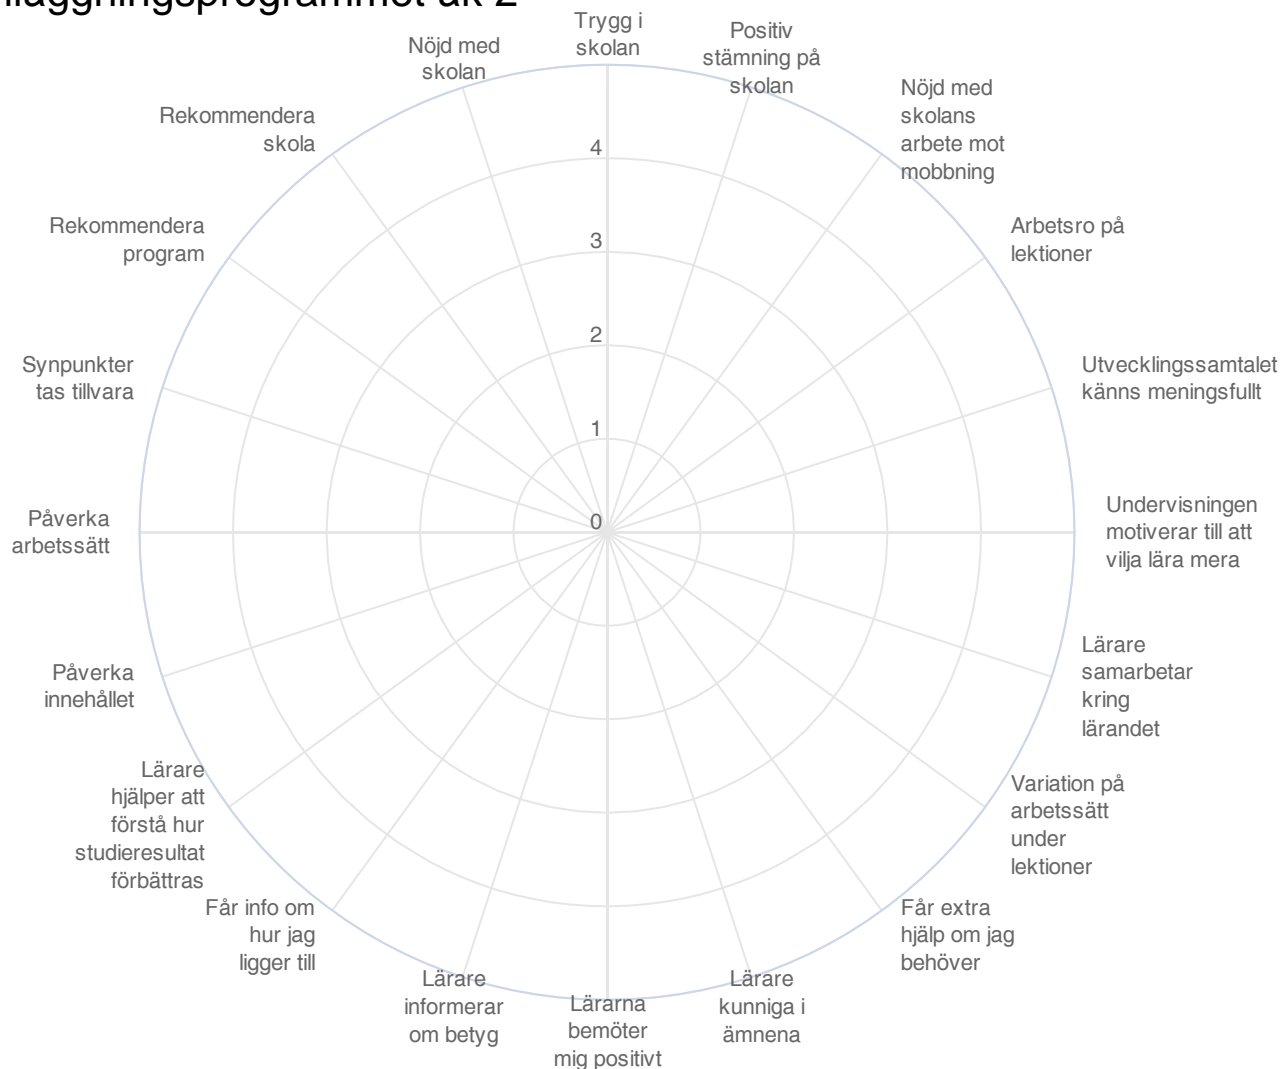 Trygg i
skolan
Positiv
stämning på
skolan
Nöjd med
skolans
arbete mot
mobbning
Arbetsro på
lektioner
Utvecklingssamtalet
känns meningsfullt
Undervisningen
motiverar till att
vilja lära mera
Lärare
samarbetar
kring
lärandet
Variation på
arbetssätt
under
lektioner
Får extra
hjälp om jag
behöver
Lärare
kunniga i
ämnena
Lärarna
bemöter
mig positivt
Lärare
informerar
om betyg
Får info om
hur jag
ligger till
Lärare
hjälper att
förstå hur
studieresultat
förbättras
Påverka
innehållet
Påverka
arbetssätt
Synpunkter
tas tillvara
Rekommendera
program
Rekommendera
skola
Nöjd med
skolan
4
3
2
1
0